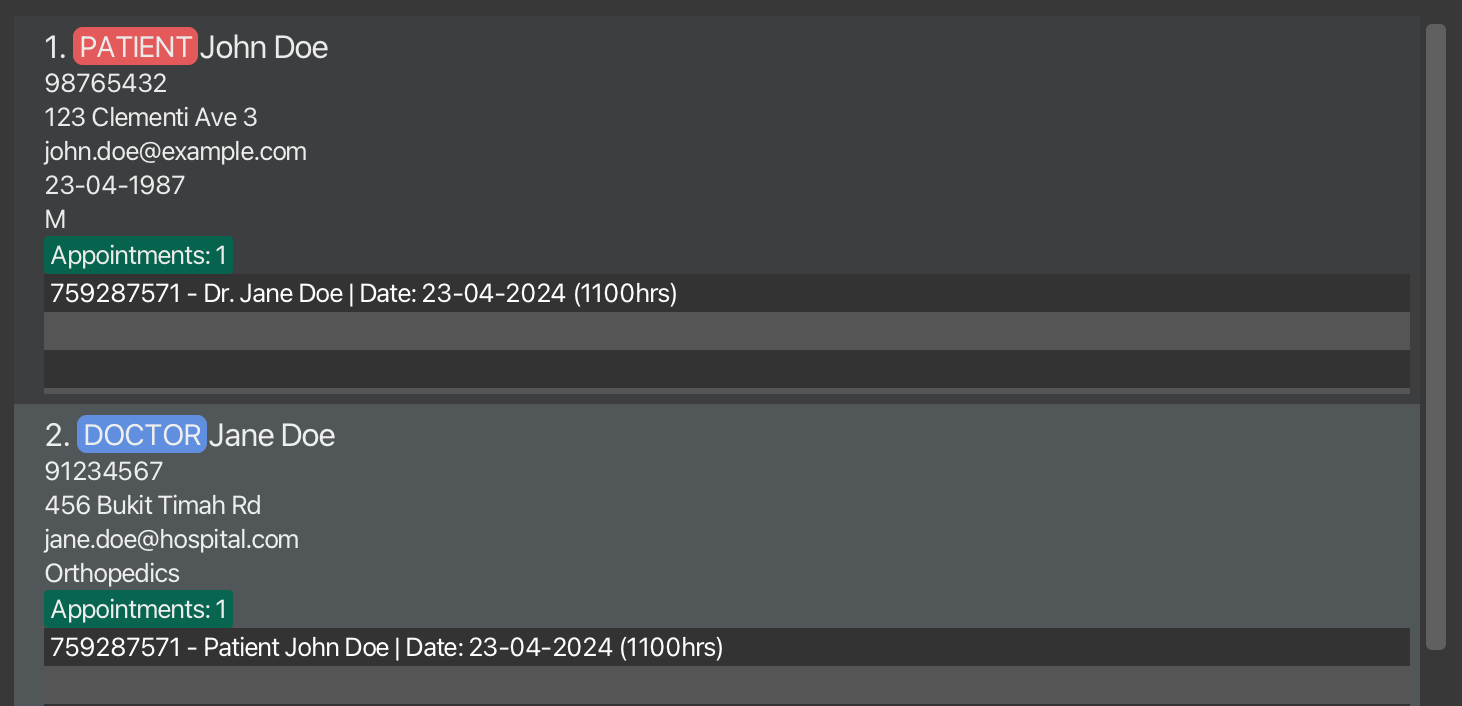 1. PATIENT John Doe
98765432
123 Clementi Ave 3
john.doe@example.com
23-04-1987
M
Appointments: 1
759287571 - Dr. Jane Doe | Date: 23-04-2024 (1100hrs)
2. DOCTOR Jane Doe
91234567
456 Bukit Timah Rd
jane.doe@hospital.com
Orthopedics
Appointments: 1
759287571 - Patient John Doe | Date: 23-04-2024 (1100hrs)